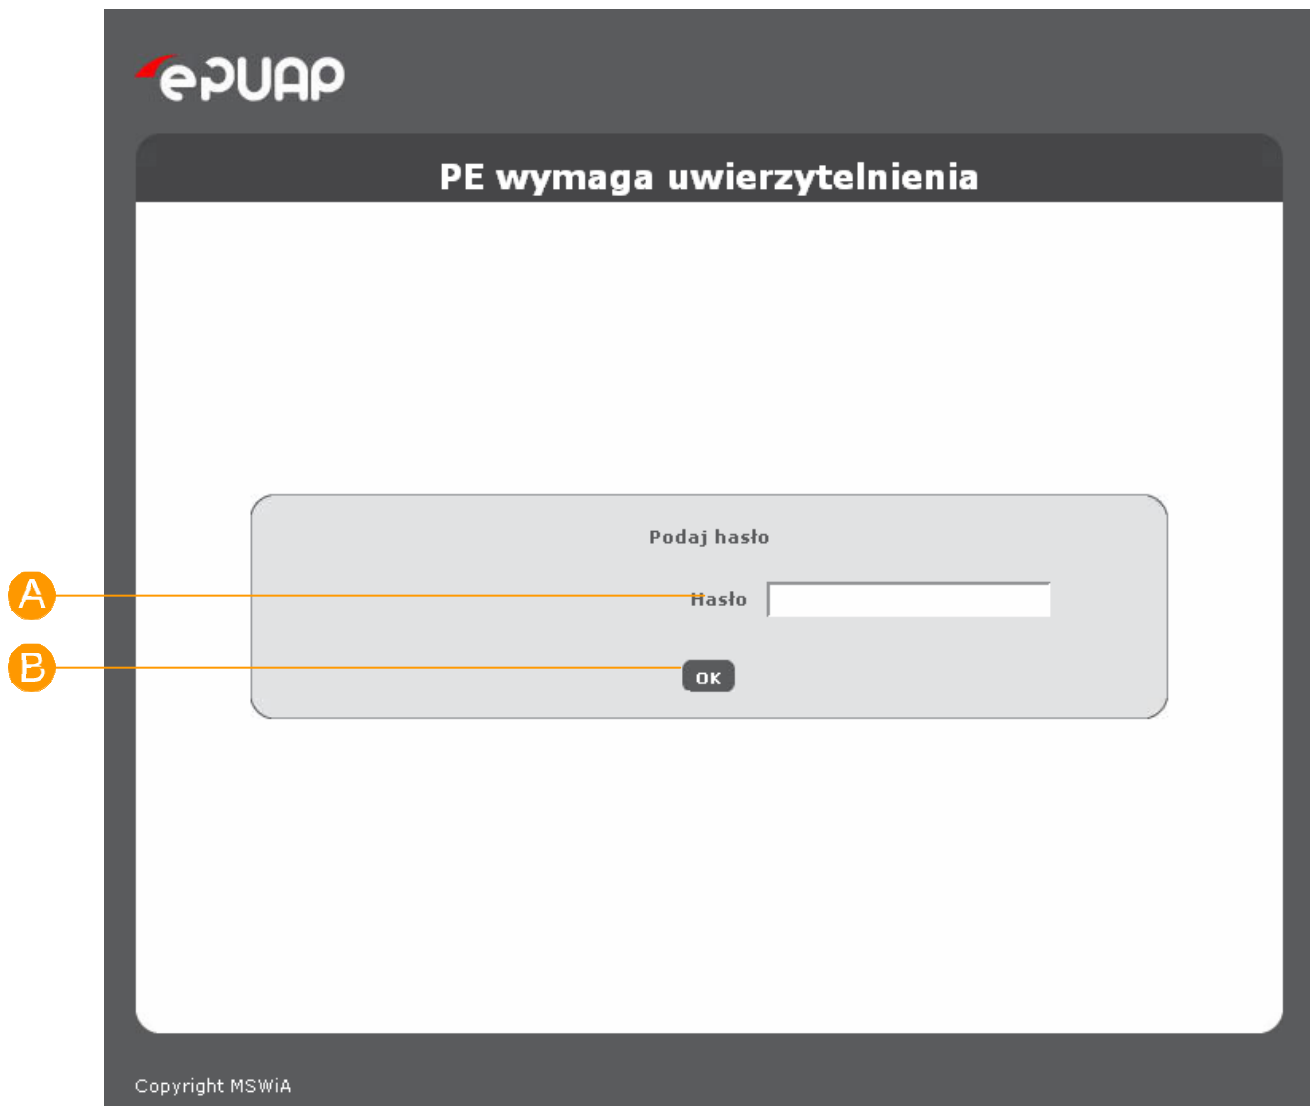 ePUAP
PE wymaga uwierzytelnienia
Podaj hasło
A
Hasło
B
OK
Copyright MSWiA